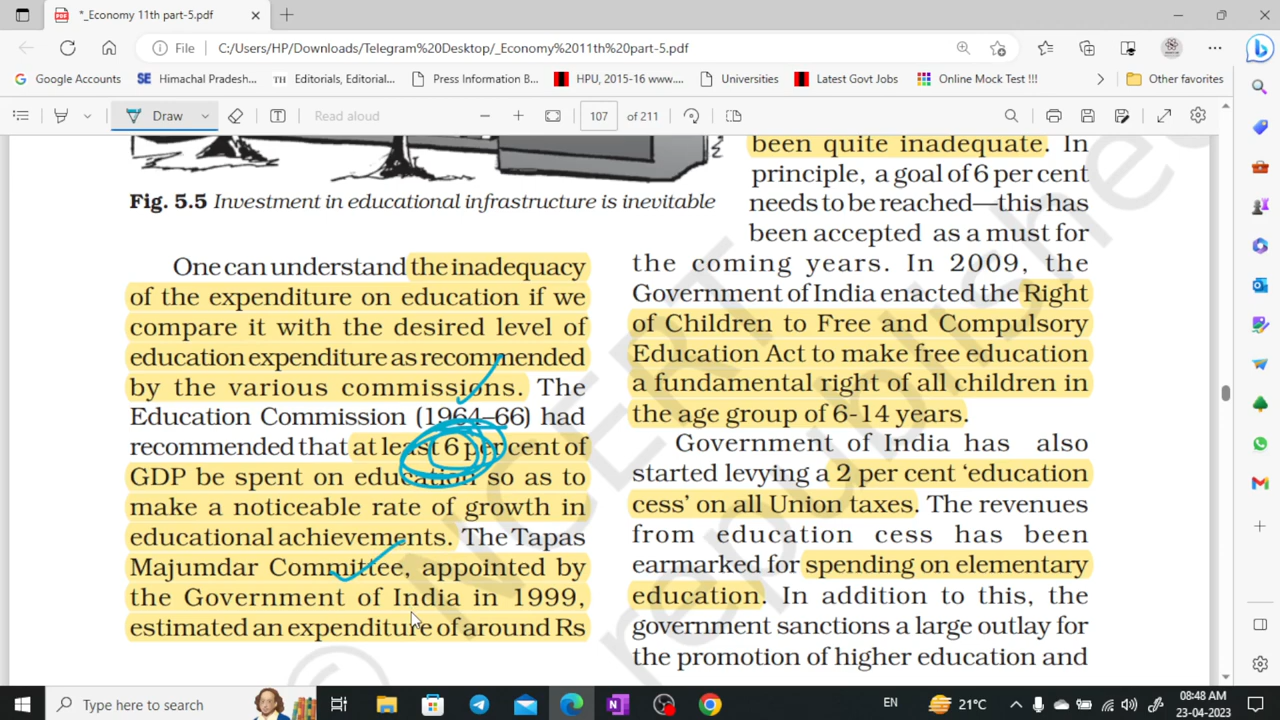 *_Economy 11th part-5.pdf
File C:/Users/HP/Downloads/Telegram%20Desktop/_Economy%2011th%20part-5.pdf
Google Accounts SE Himachal Pradesh... TH Editorials, Editorial... Press Information B... HPU, 2015-16 www.... Universities Latest Govt Jobs Online Mock Test !!! Other favorites
Draw Read aloud 107 of 211
Fig. 5.5 Investment in educational infrastructure is inevitable
One can understand the inadequacy
of the expenditure on education if we
compare it with the desired level of
education expenditure as recommended
by the various commissions. The
Education Commission (1964–66) had
recommended that at least 6 per cent of
GDP be spent on education so as to
make a noticeable rate of growth in
educational achievements. The Tapas
Majumdar Committee, appointed by
the Government of India in 1999,
estimated an expenditure of around Rs
been quite inadequate. In
principle, a goal of 6 per cent
needs to be reached—this has
been accepted as a must for
the coming years. In 2009, the
Government of India enacted the Right
of Children to Free and Compulsory
Education Act to make free education
a fundamental right of all children in
the age group of 6-14 years.
Government of India has also
started levying a 2 per cent ‘education
cess’ on all Union taxes. The revenues
from education cess has been
earmarked for spending on elementary
education. In addition to this, the
government sanctions a large outlay for
the promotion of higher education and
© NCERT
republished
Type here to search
EN 21°C 08:48 AM
23-04-2023